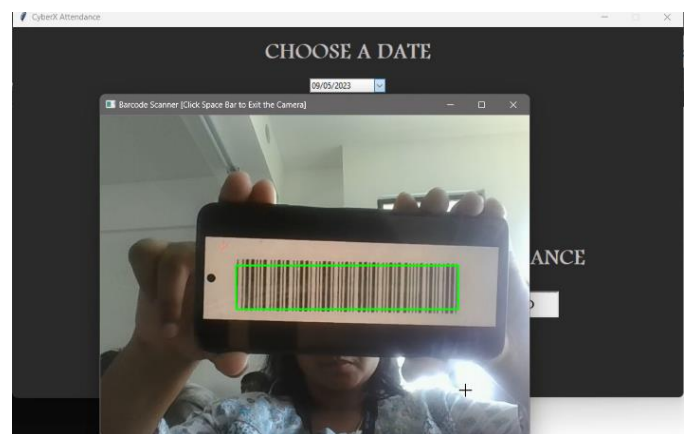 CyberX Attendance
CHOOSE A DATE
09/05/2023
Barcode Scanner [Click Space Bar to Exit the Camera]
ANCE